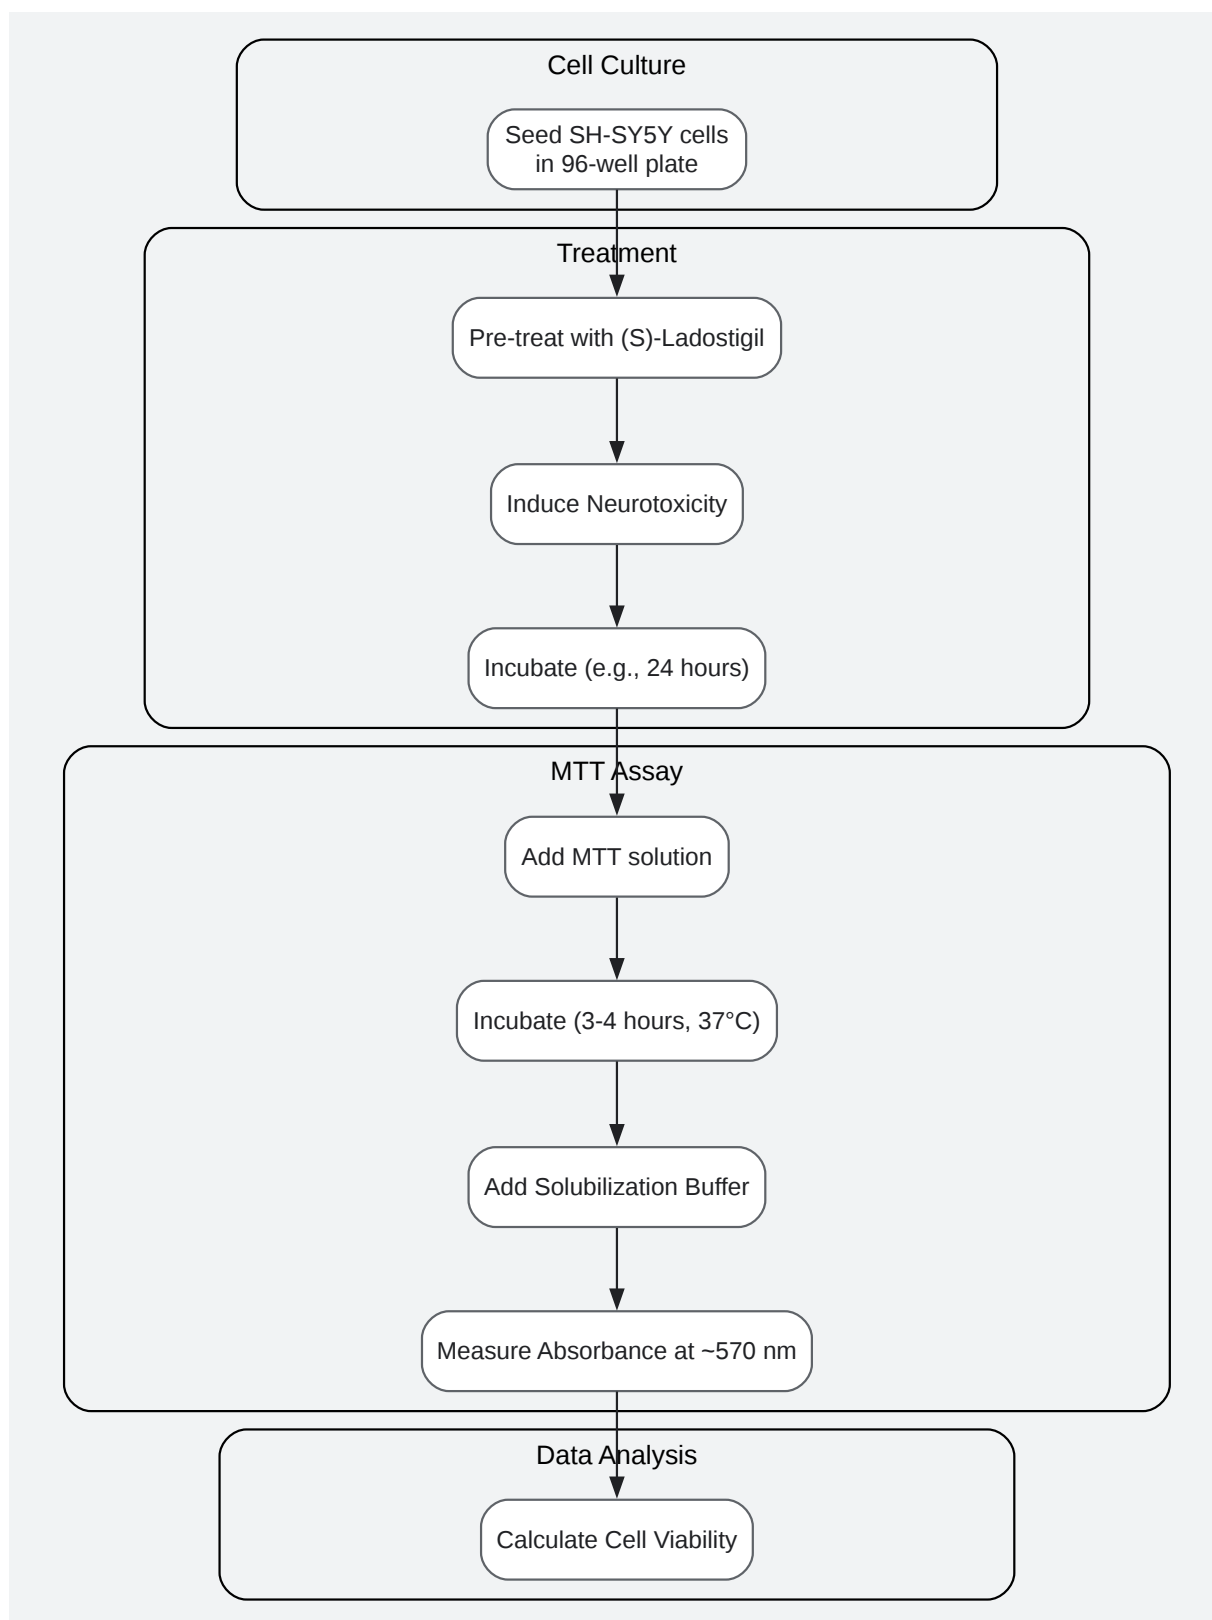 Cell Culture
Seed SH-SY5Y cells
in 96-well plate
Treatment
Pre-treat with (S)-Ladostigil
Induce Neurotoxicity
Incubate (e.g., 24 hours)
MTT Assay
Add MTT solution
Incubate (3-4 hours, 37°C)
Add Solubilization Buffer
Measure Absorbance at ~570 nm
Data Analysis
Calculate Cell Viability